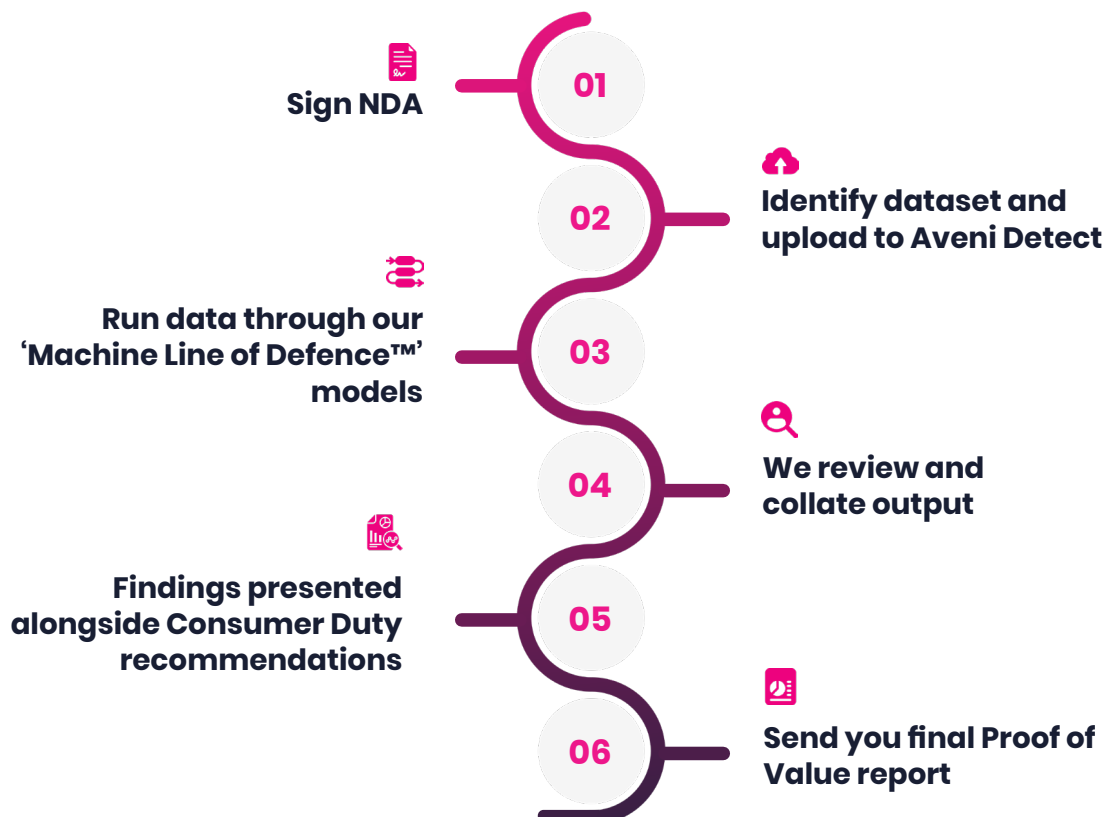 01
Sign NDA
02
Identify dataset and
upload to Aveni Detect
03
Run data through our
‘Machine Line of Defence™’
models
04
We review and
collate output
05
Findings presented
alongside Consumer Duty
recommendations
06
Send you final Proof of
Value report